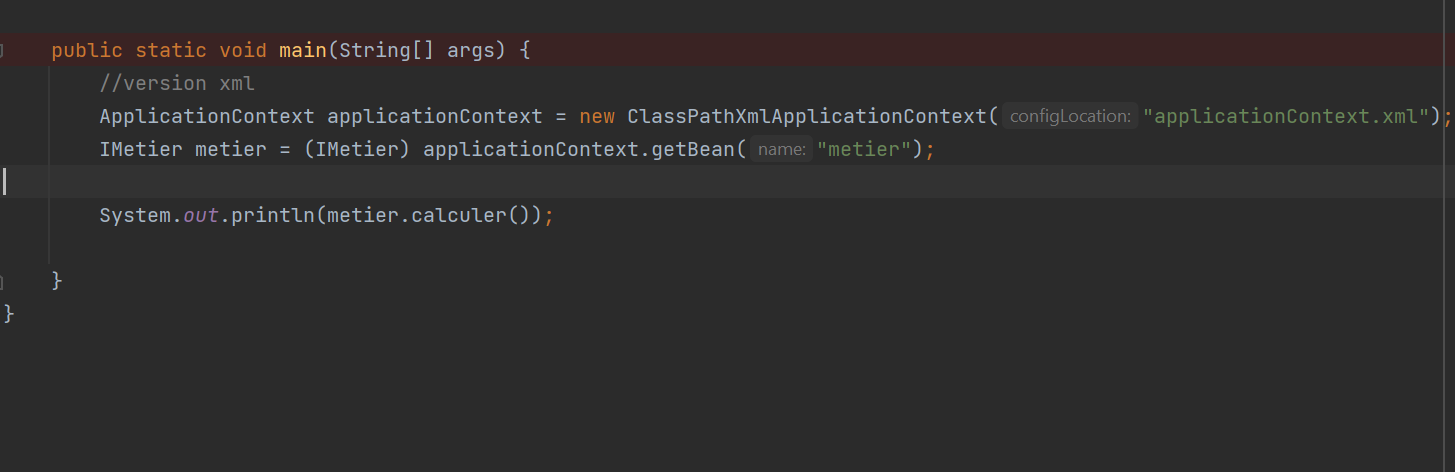 public static void main(String[] args) {
//version xml
ApplicationContext applicationContext = new ClassPathXmlApplicationContext( configLocation: "applicationContext.xml");
IMetier metier = (IMetier) applicationContext.getBean( name: "metier");
System.out.println(metier.calculer());
}
}